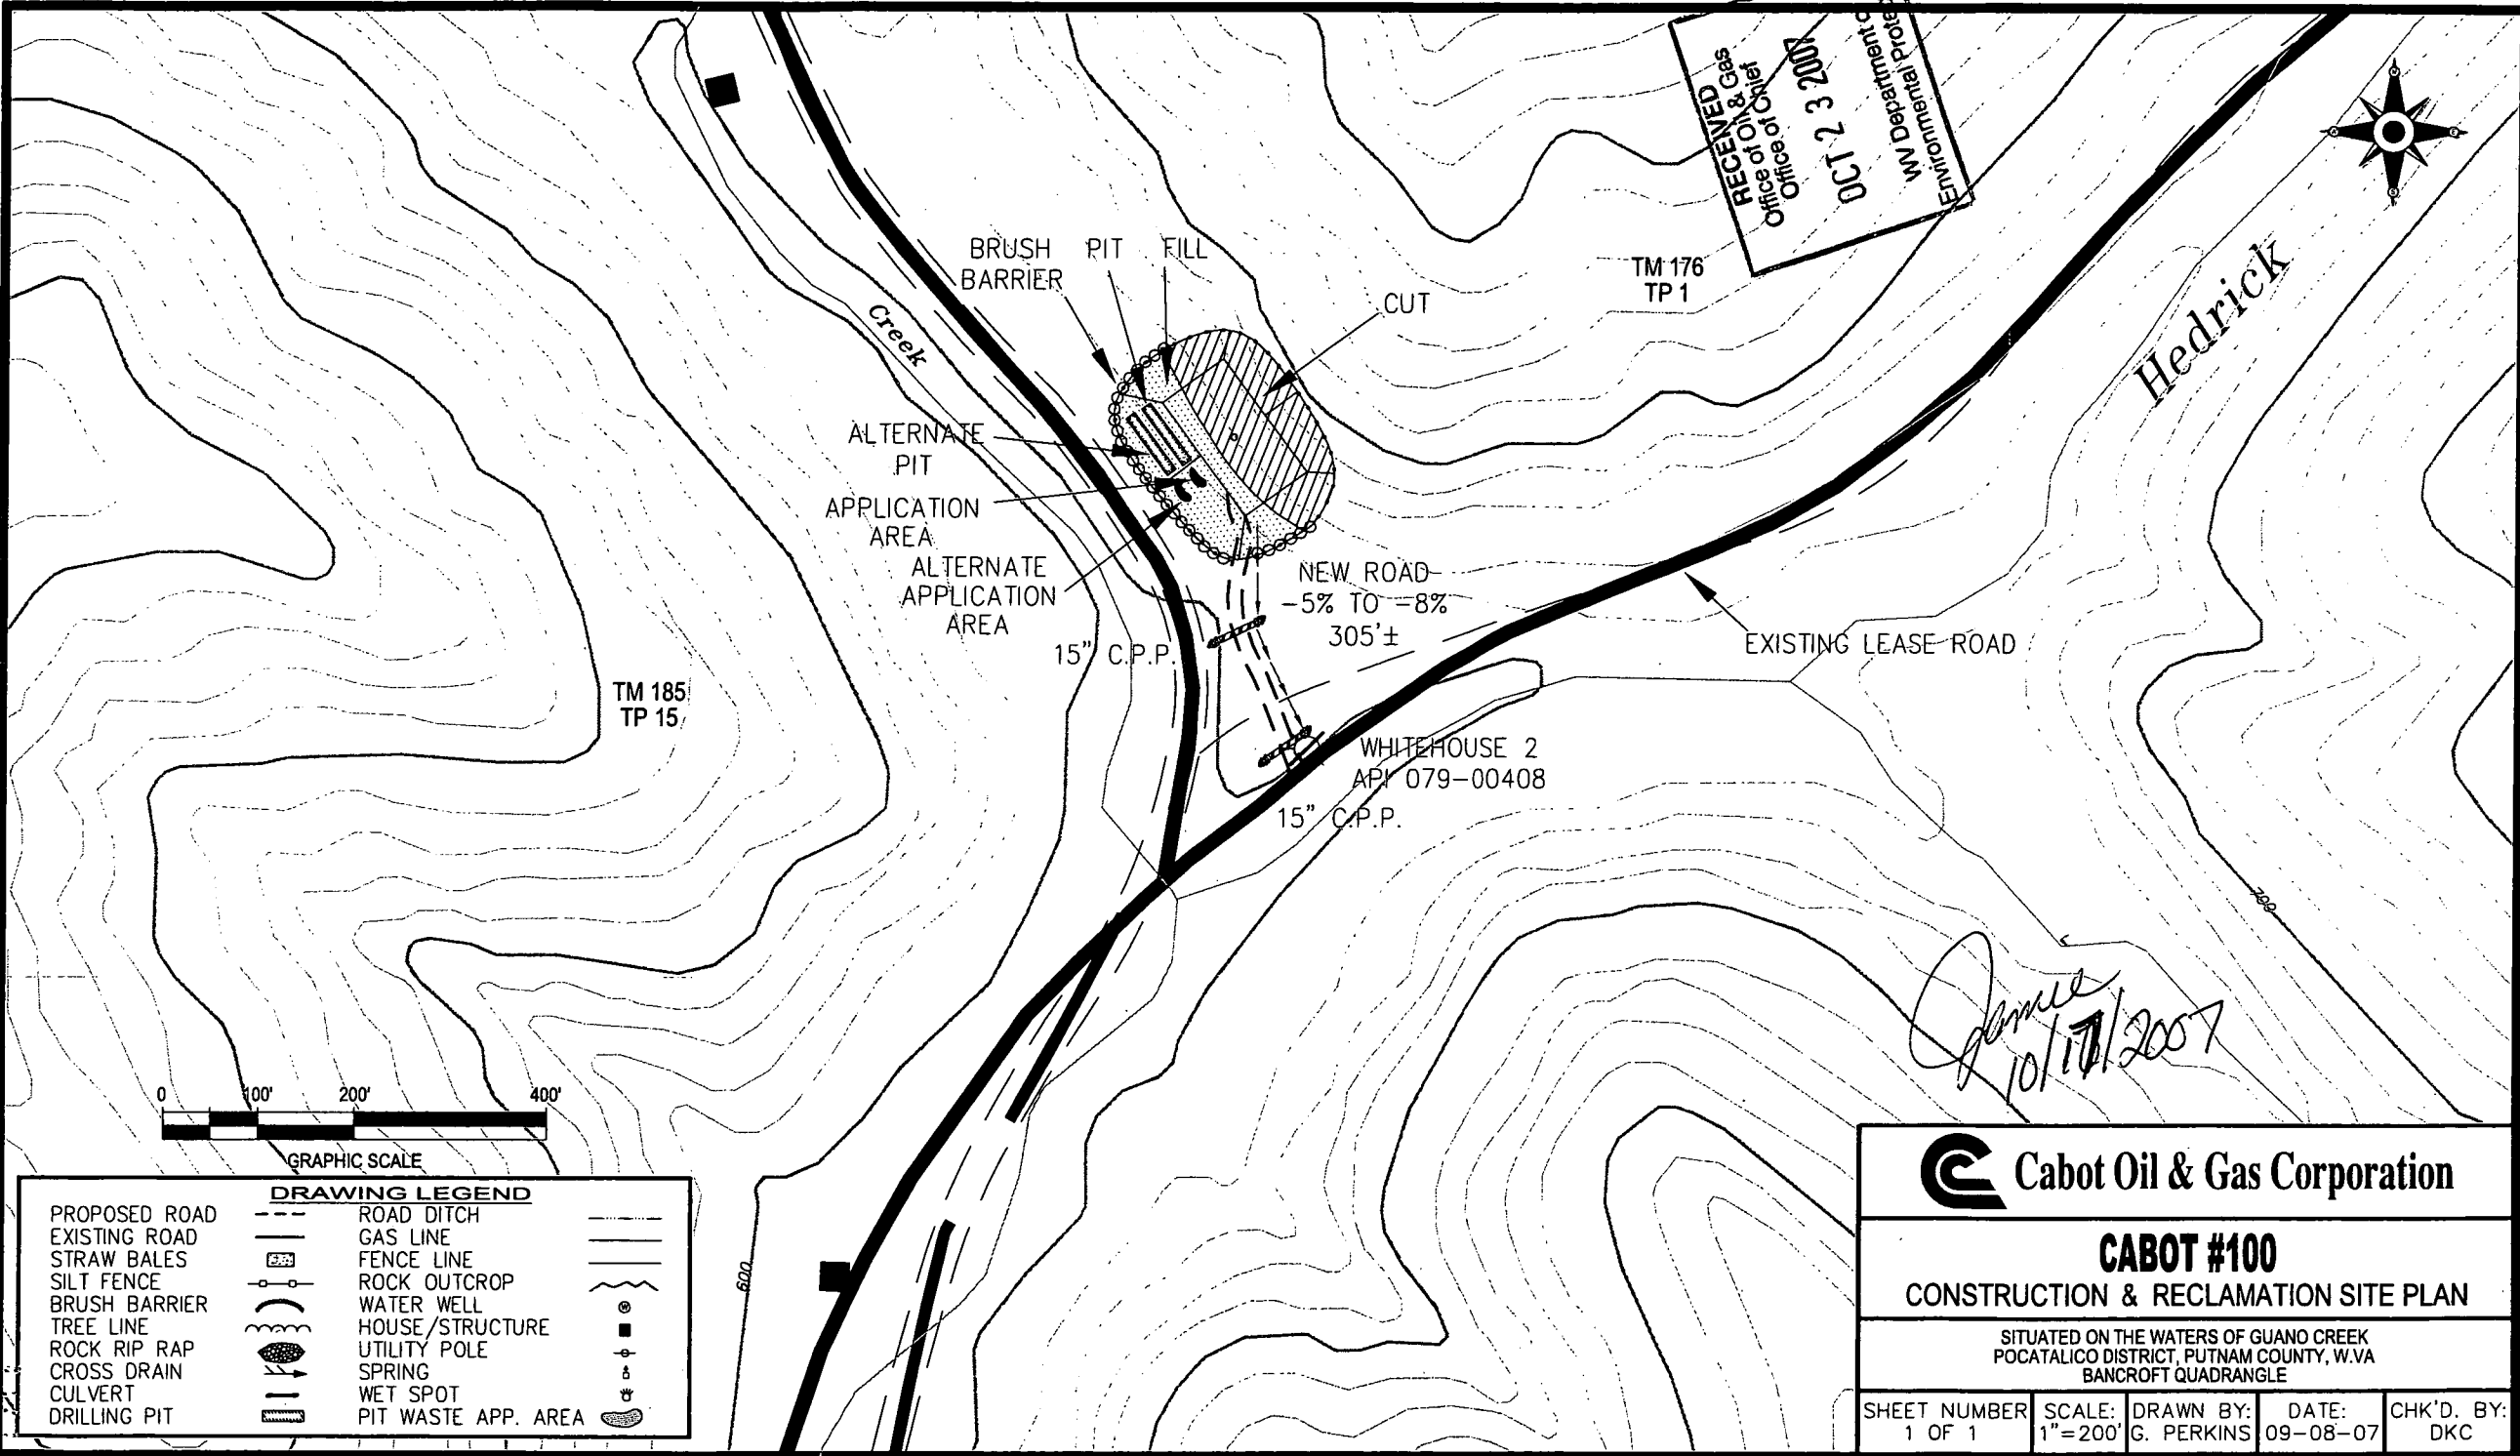 RECEIVED
Office of Oil & Gas
Office of Chief
OCT 23 2007
WV Department o
Environmental Prote
BRUSH PIT FILL
BARRIER
CUT
TM 176
TP 1
Hedrick
Creek
ALTERNATE
PIT
APPLICATION
AREA
ALTERNATE
APPLICATION
AREA
NEW ROAD
-5% TO -8%
305'±
15" C.P.P.
EXISTING LEASE ROAD
TM 185
TP 15
WHITEHOUSE 2
API 079-00408
15" C.P.P.
600
Jamie
0 100' 200' 400'
GRAPHIC SCALE
DRAWING LEGEND
PROPOSED ROAD ROAD DITCH
EXISTING ROAD GAS LINE
STRAW BALES FENCE LINE
SILT FENCE ROCK OUTCROP
BRUSH BARRIER WATER WELL
TREE LINE HOUSE/STRUCTURE
ROCK RIP RAP UTILITY POLE
CROSS DRAIN SPRING
CULVERT WET SPOT
DRILLING PIT PIT WASTE APP. AREA
Cabot Oil & Gas Corporation
CABOT #100
CONSTRUCTION & RECLAMATION SITE PLAN
SITUATED ON THE WATERS OF GUANO CREEK
POCATALICO DISTRICT, PUTNAM COUNTY, W.VA
BANCROFT QUADRANGLE
SHEET NUMBER SCALE: DRAWN BY: DATE: CHK'D. BY:
1 OF 1 1"=200' G. PERKINS 09-08-07 DKC